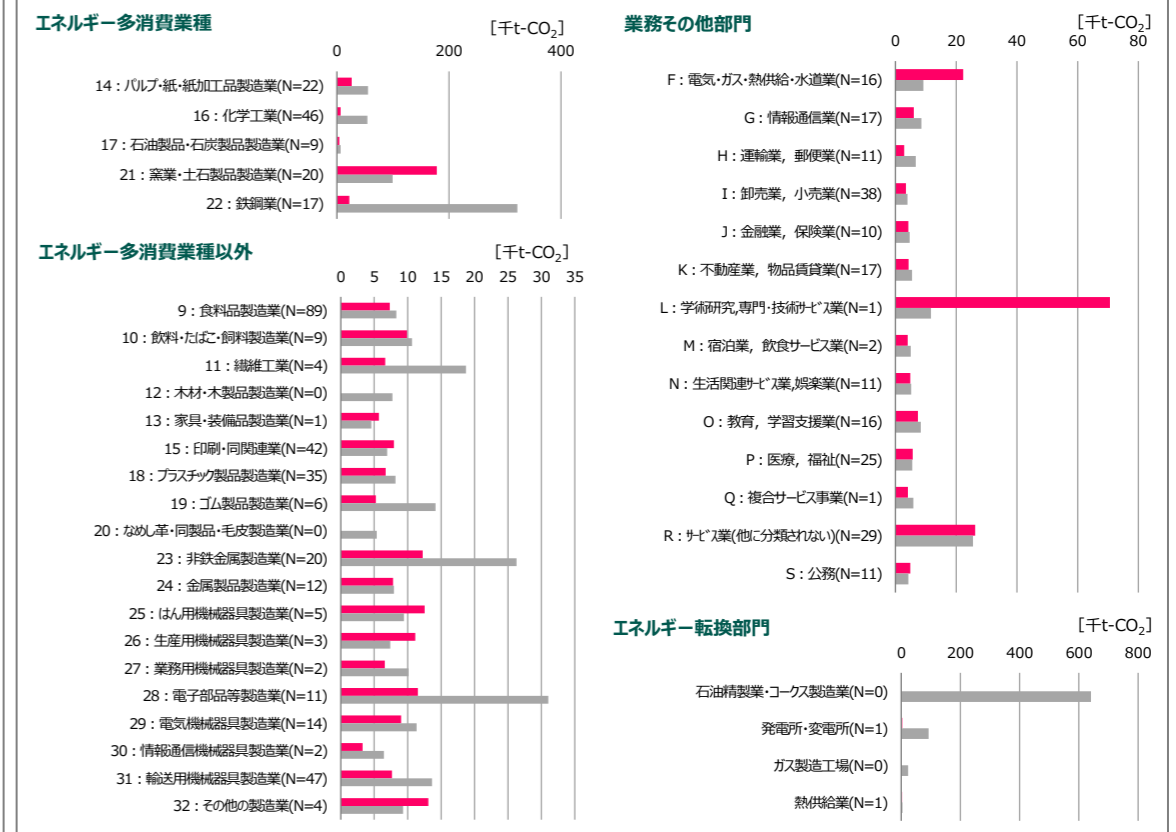 エネルギー多消費業種
[千t-CO2]
0 200 400
14：パルプ・紙・紙加工品製造業(N=22)
16：化学工業(N=46)
17：石油製品・石炭製品製造業(N=9)
21：窯業・土石製品製造業(N=20)
22：鉄鋼業(N=17)
エネルギー多消費業種以外
[千t-CO2]
0 5 10 15 20 25 30 35
9：食料品製造業(N=89)
10：飲料・たばこ・飼料製造業(N=9)
11：繊維工業(N=4)
12：木材・木製品製造業(N=0)
13：家具・装備品製造業(N=1)
15：印刷・同関連業(N=42)
18：プラスチック製品製造業(N=35)
19：ゴム製品製造業(N=6)
20：なめし革・同製品・毛皮製造業(N=0)
23：非鉄金属製造業(N=20)
24：金属製品製造業(N=12)
25：はん用機械器具製造業(N=5)
26：生産用機械器具製造業(N=3)
27：業務用機械器具製造業(N=2)
28：電子部品等製造業(N=11)
29：電気機械器具製造業(N=14)
30：情報通信機械器具製造業(N=2)
31：輸送用機械器具製造業(N=47)
32：その他の製造業(N=4)
業務その他部門
[千t-CO2]
0 20 40 60 80
F：電気・ガス・熱供給・水道業(N=16)
G：情報通信業(N=17)
H：運輸業，郵便業(N=11)
I：卸売業，小売業(N=38)
J：金融業，保険業(N=10)
K：不動産業，物品賃貸業(N=17)
L：学術研究,専門・技術サービス業(N=1)
M：宿泊業，飲食サービス業(N=2)
N：生活関連サービス業,娯楽業(N=11)
O：教育，学習支援業(N=16)
P：医療，福祉(N=25)
Q：複合サービス事業(N=1)
R：サービス業(他に分類されない)(N=29)
S：公務(N=11)
エネルギー転換部門
[千t-CO2]
0 200 400 600 800
石油精製業・コークス製造業(N=0)
発電所・変電所(N=1)
ガス製造工場(N=0)
熱供給業(N=1)